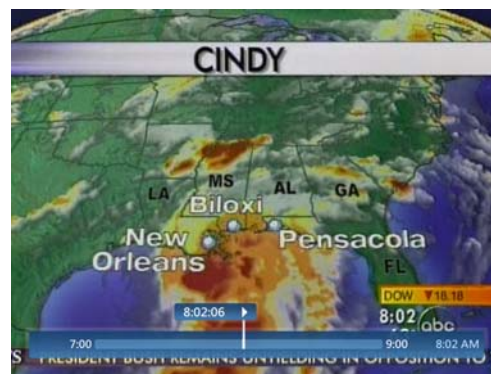 CINDY
LA
MS
AL
GA
Biloxi
New
Orleans
Pensacola
FL
DOW ▼18.18
8:02:06
8:02
abc
7:00
9:00
8:02 AM
S PRESIDENT BUSH REMAINS UNYIELDING IN OPPOSITION TO